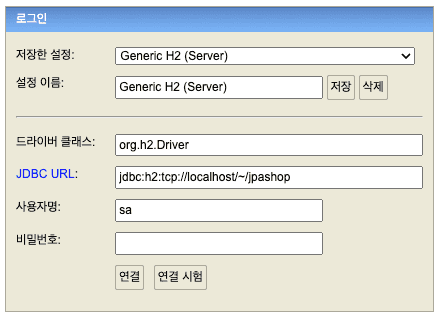 로그인
저장한 설정: Generic H2 (Server)
설정 이름: Generic H2 (Server) 저장 삭제
드라이버 클래스: org.h2.Driver
JDBC URL: jdbc:h2:tcp://localhost/~/jpashop
사용자명: sa
비밀번호:
연결 연결 시험